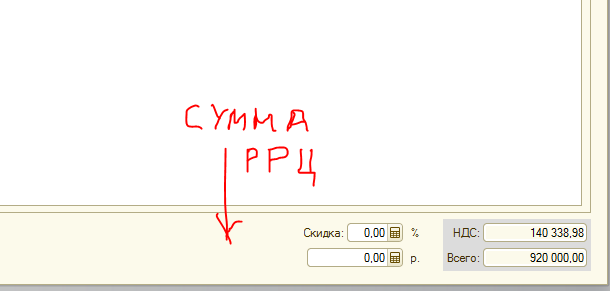 СУММА
РРЦ
Скидка: 0,00 % НДС: 140 338,98
0,00 р. Всего: 920 000,00